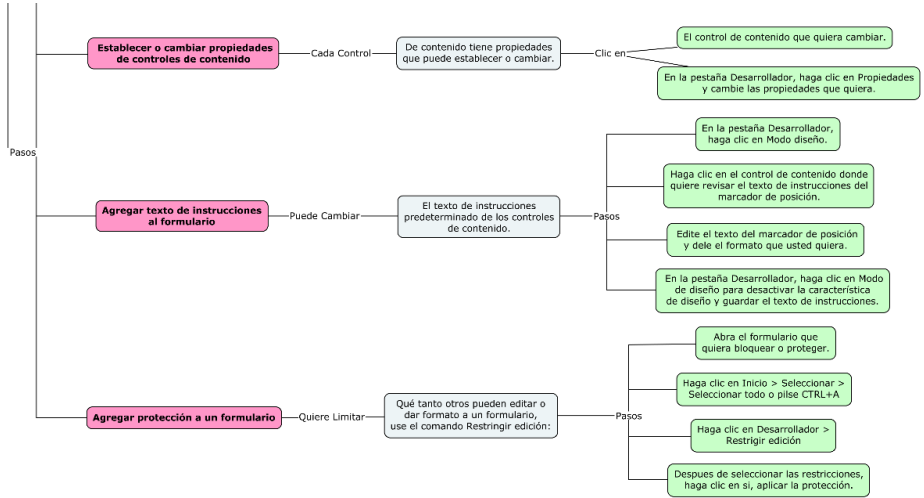 Pasos
Establecer o cambiar propiedades
de controles de contenido
Cada Control
De contenido tiene propiedades
que puede establecer o cambiar.
Clic en
El control de contenido que quiera cambiar.
En la pestaña Desarrollador, haga clic en Propiedades
y cambie las propiedades que quiera.
Agregar texto de instrucciones
al formulario
Puede Cambiar
El texto de instrucciones
predeterminado de los controles
de contenido.
Pasos
En la pestaña Desarrollador,
haga clic en Modo diseño.
Haga clic en el control de contenido donde
quiere revisar el texto de instrucciones del
marcador de posición.
Edite el texto del marcador de posición
y dele el formato que usted quiera.
En la pestaña Desarrollador, haga clic en Modo
de diseño para desactivar la característica
de diseño y guardar el texto de instrucciones.
Agregar protección a un formulario
Quiere Limitar
Qué tanto otros pueden editar o
dar formato a un formulario,
use el comando Restringir edición:
Pasos
Abra el formulario que
quiera bloquear o proteger.
Haga clic en Inicio > Seleccionar >
Seleccionar todo o pilse CTRL+A
Haga clic en Desarrollador >
Restrigir edición
Despues de seleccionar las restricciones,
haga clic en si, aplicar la protección.